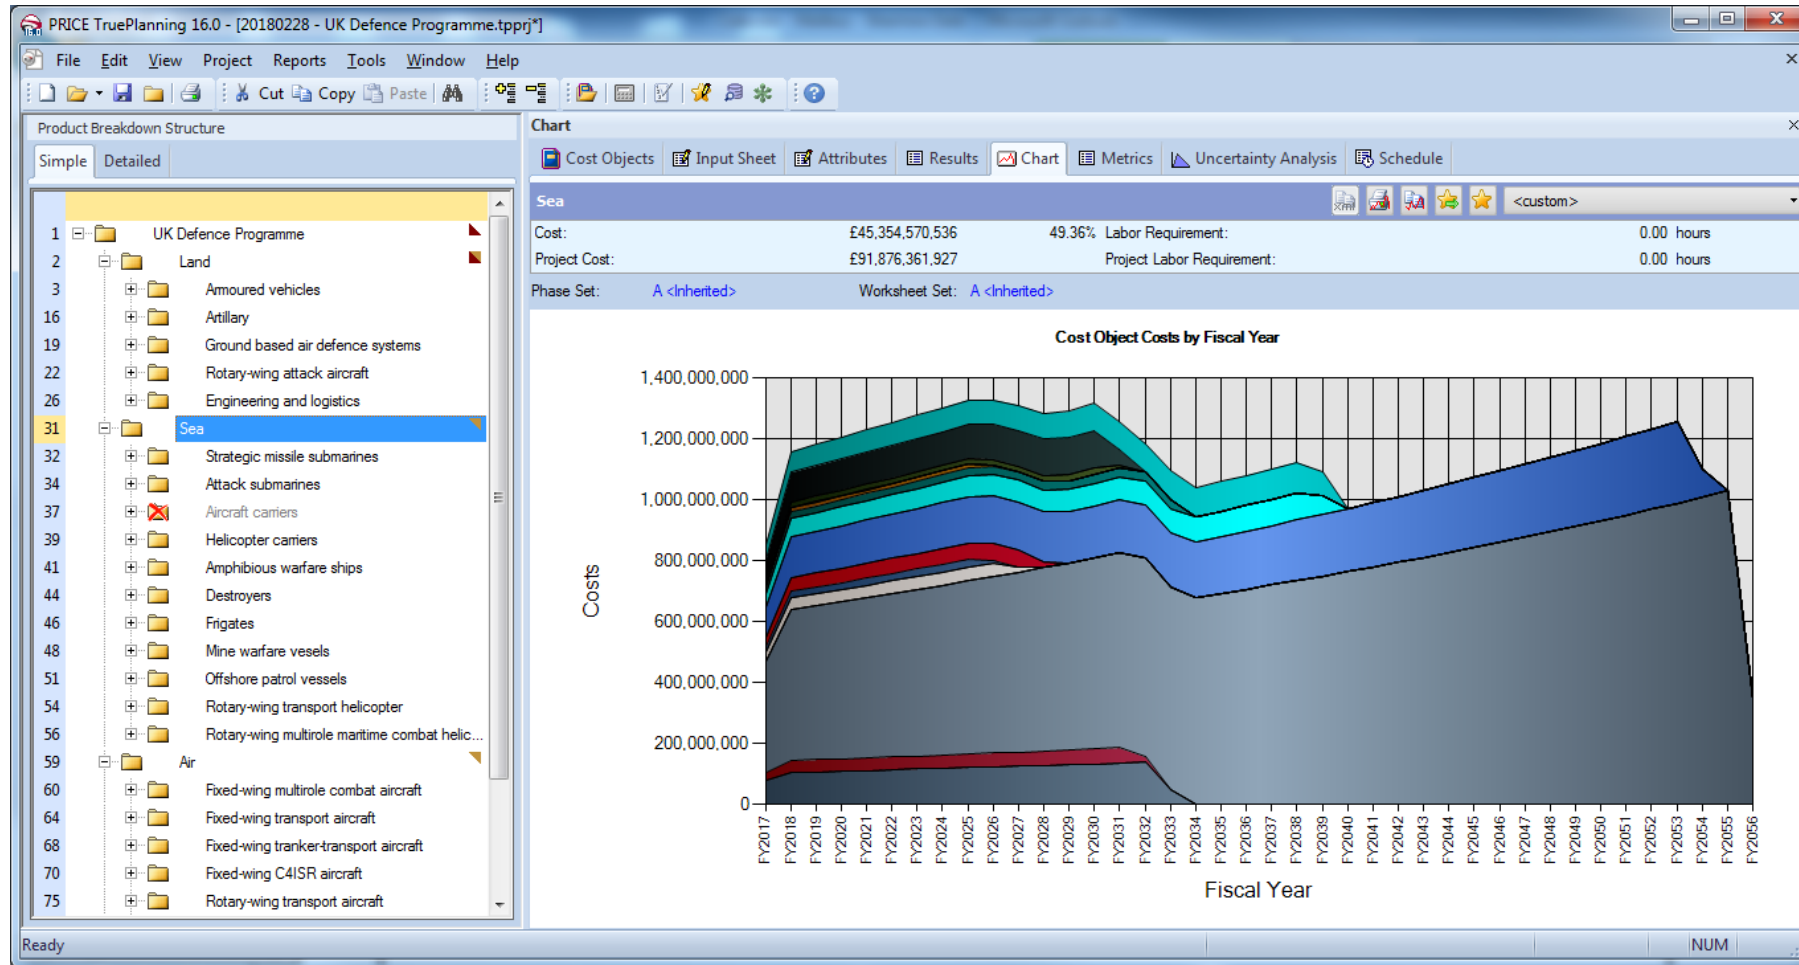 PRICE TruePlanning 16.0 - [20180228 - UK Defence Programme.tpprj*]
File Edit View Project Reports Tools Window Help
Cut Copy Paste
Product Breakdown Structure
Simple Detailed
1 UK Defence Programme
2 Land
3 Armoured vehicles
16 Artillary
19 Ground based air defence systems
22 Rotary-wing attack aircraft
26 Engineering and logistics
31 Sea
32 Strategic missile submarines
34 Attack submarines
37 Aircraft carriers
39 Helicopter carriers
41 Amphibious warfare ships
44 Destroyers
46 Frigates
48 Mine warfare vesels
51 Offshore patrol vessels
54 Rotary-wing transport helicopter
56 Rotary-wing multirole maritime combat helic...
59 Air
60 Fixed-wing multirole combat aircraft
64 Fixed-wing transport aircraft
68 Fixed-wing tranker-transport aircraft
70 Fixed-wing C4ISR aircraft
75 Rotary-wing transport aircraft
Chart
Cost Objects Input Sheet Attributes Results Chart Metrics Uncertainty Analysis Schedule
Sea <custom>
Cost: £45,354,570,536 49.36% Labor Requirement: 0.00 hours
Project Cost: £91,876,361,927 Project Labor Requirement: 0.00 hours
Phase Set: A <Inherited> Worksheet Set: A <Inherited>
Cost Object Costs by Fiscal Year
1,400,000,000
1,200,000,000
1,000,000,000
800,000,000
600,000,000
400,000,000
200,000,000
0
Costs
FY2017 FY2018 FY2019 FY2020 FY2021 FY2022 FY2023 FY2024 FY2025 FY2026 FY2027 FY2028 FY2029 FY2030 FY2031 FY2032 FY2033 FY2034 FY2035 FY2036 FY2037 FY2038 FY2039 FY2040 FY2041 FY2042 FY2043 FY2044 FY2045 FY2046 FY2047 FY2048 FY2049 FY2050 FY2051 FY2052 FY2053 FY2054 FY2055 FY2056
Fiscal Year
Ready
NUM